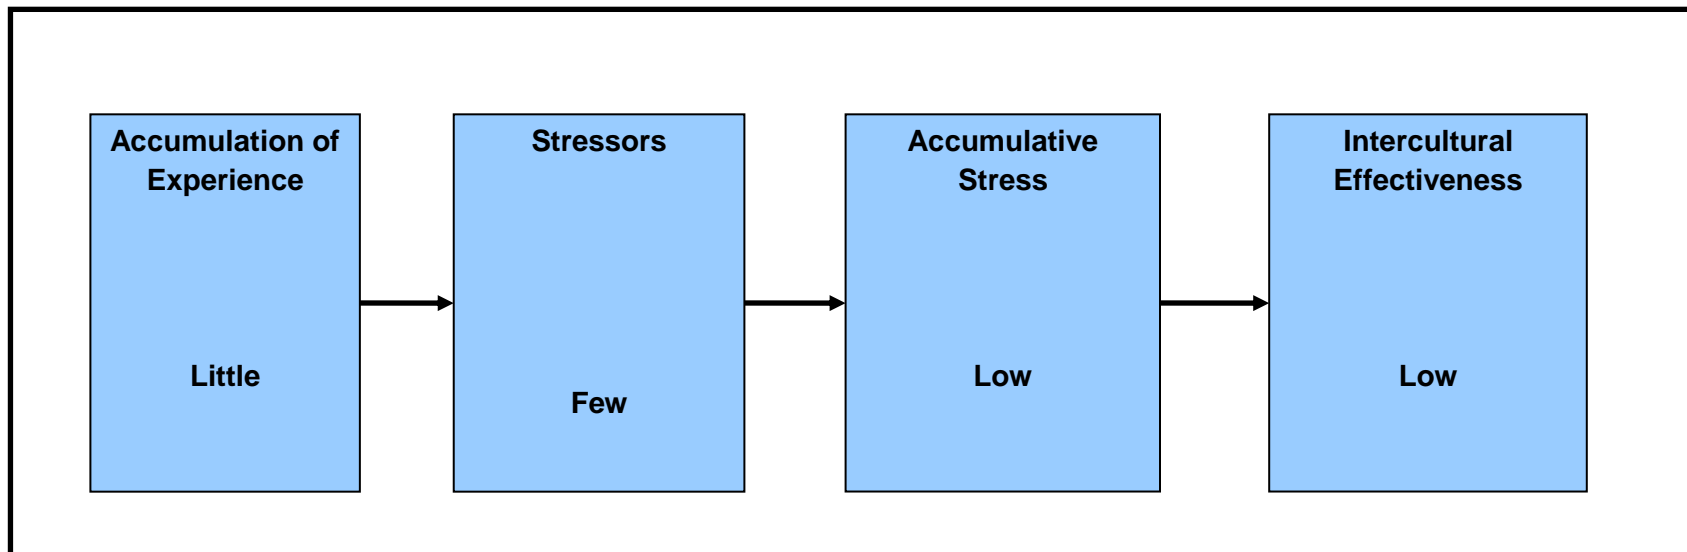 Accumulation of
Experience
Little
Stressors
Few
Accumulative
Stress
Low
Intercultural
Effectiveness
Low